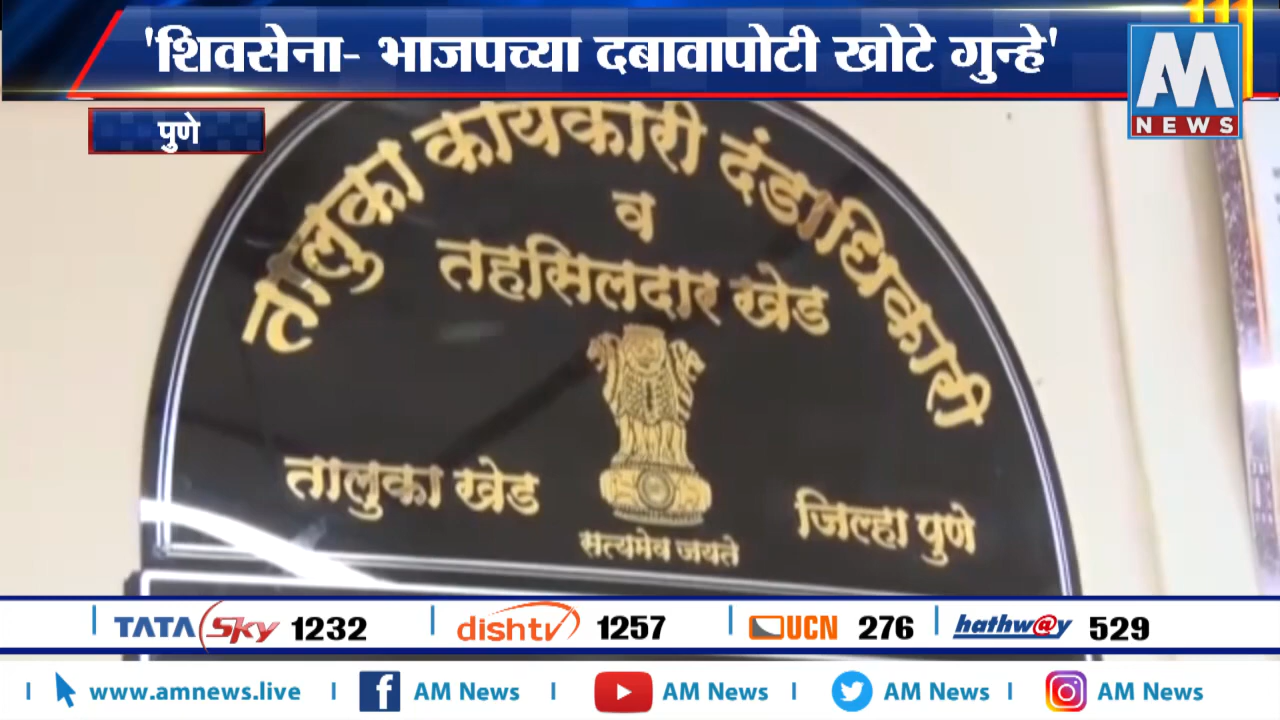 'शिवसेना- भाजपच्या दबावापोटी खोटे गुन्हे'
AM
NEWS
पुणे
तालुका कार्यकारी दंडाधिकारी
व
तहसिलदार खेड
तालुका खेड
जिल्हा पुणे
सत्यमेव जयते
TATA Sky 1232 dishtv 1257 UCN 276 hathw@y 529
www.amnews.live AM News AM News AM News AM News